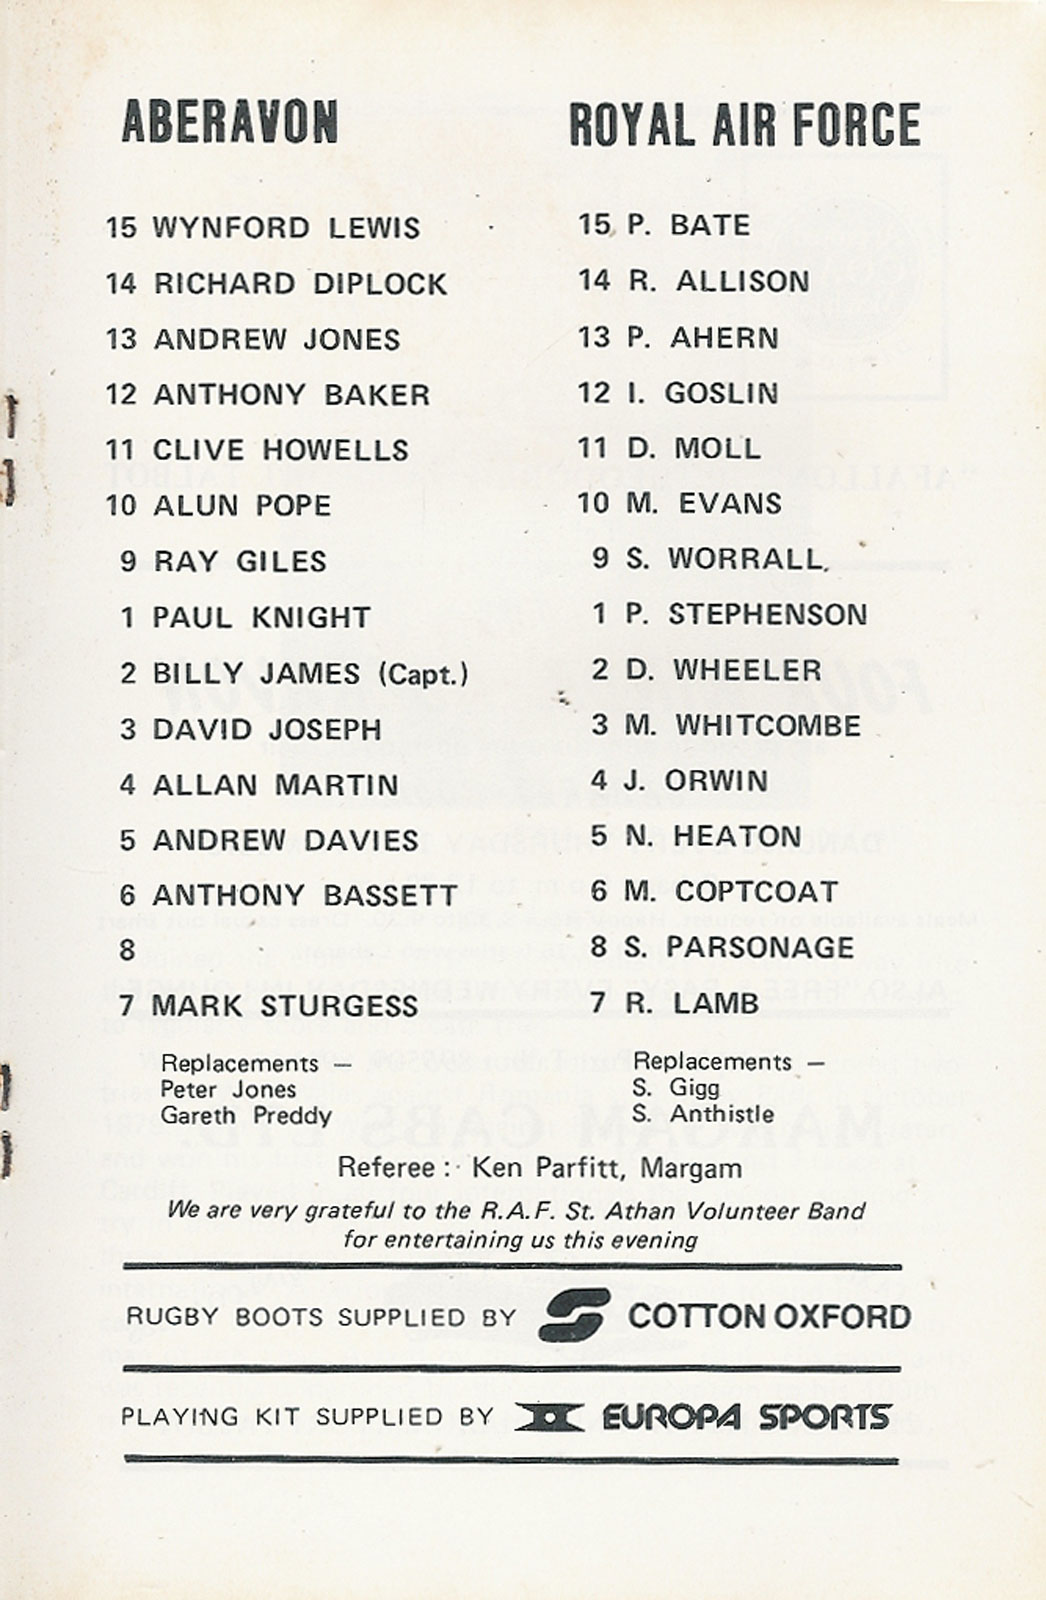 ABERAVON
15 WYNFORD LEWIS
14 RICHARD DIPLOCK
13 ANDREW JONES
12 ANTHONY BAKER
11 CLIVE HOWELLS
10 ALUN POPE
9 RAY GILES
1 PAUL KNIGHT
2 BILLY JAMES (Capt.)
3 DAVID JOSEPH
4 ALLAN MARTIN
5 ANDREW DAVIES
6 ANTHONY BASSETT
8
7 MARK STURGESS
Replacements —
Peter Jones
Gareth Preddy
ROYAL AIR FORCE
15 P. BATE
14 R. ALLISON
13 P. AHERN
12 I. GOSLIN
11 D. MOLL
10 M. EVANS
9 S. WORRALL
1 P. STEPHENSON
2 D. WHEELER
3 M. WHITCOMBE
4 J. ORWIN
5 N. HEATON
6 M. COPTCOAT
8 S. PARSONAGE
7 R. LAMB
Replacements —
S. Gigg
S. Anthistle
Referee : Ken Parfitt, Margam
We are very grateful to the R.A.F. St. Athan Volunteer Band
for entertaining us this evening
RUGBY BOOTS SUPPLIED BY COTTON OXFORD
PLAYING KIT SUPPLIED BY EUROPA SPORTS